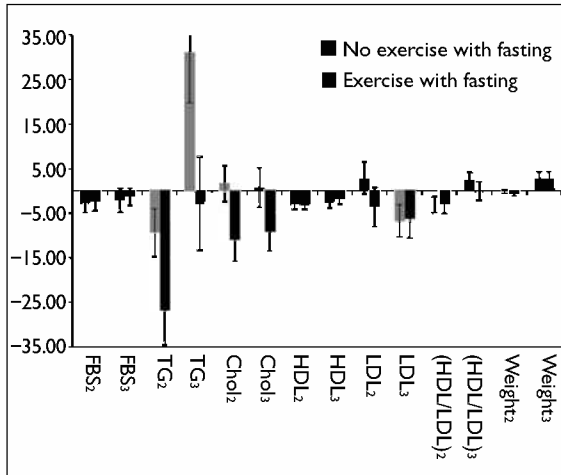 35.00
25.00
15.00
5.00
−5.00
−15.00
−25.00
−35.00
No exercise with fasting
Exercise with fasting
FBS₂
FBS₃
TG₂
TG₃
Chol₂
Chol₃
HDL₂
HDL₃
LDL₂
LDL₃
(HDL/LDL)₂
(HDL/LDL)₃
Weight₂
Weight₃